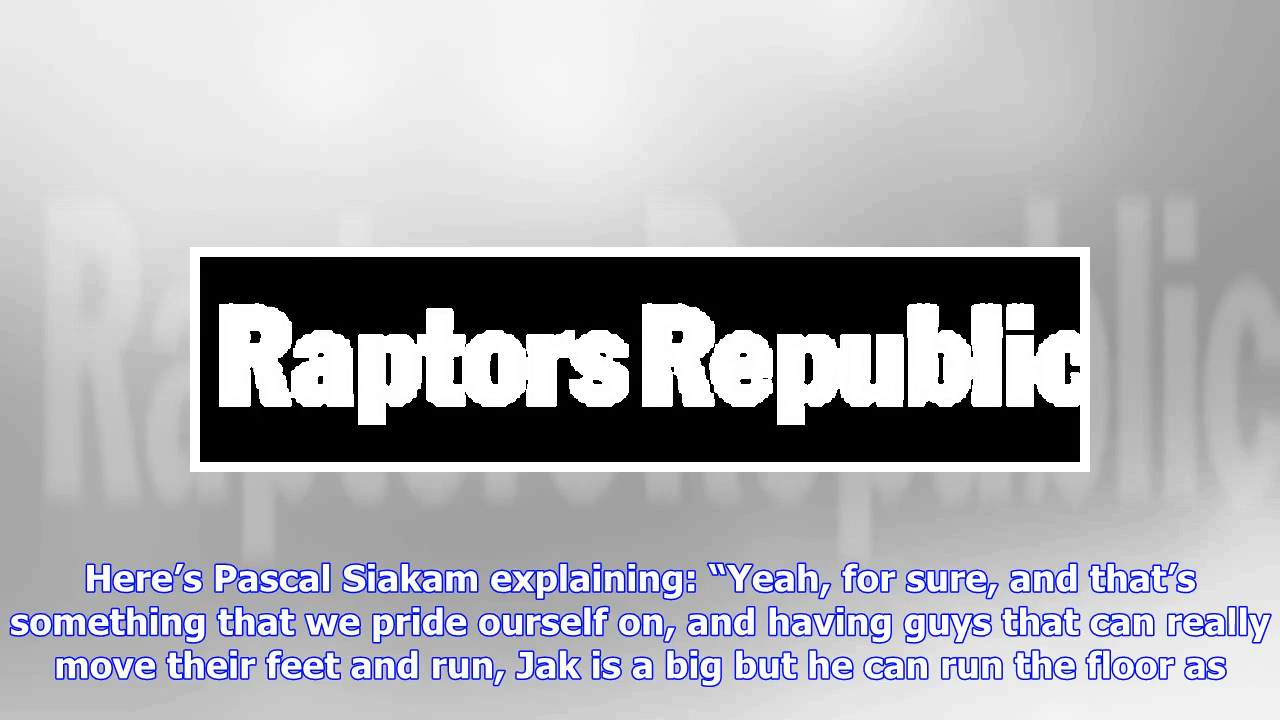 Raptors Republic
Here’s Pascal Siakam explaining: “Yeah, for sure, and that’s
something that we pride ourself on, and having guys that can really
move their feet and run, Jak is a big but he can run the floor as